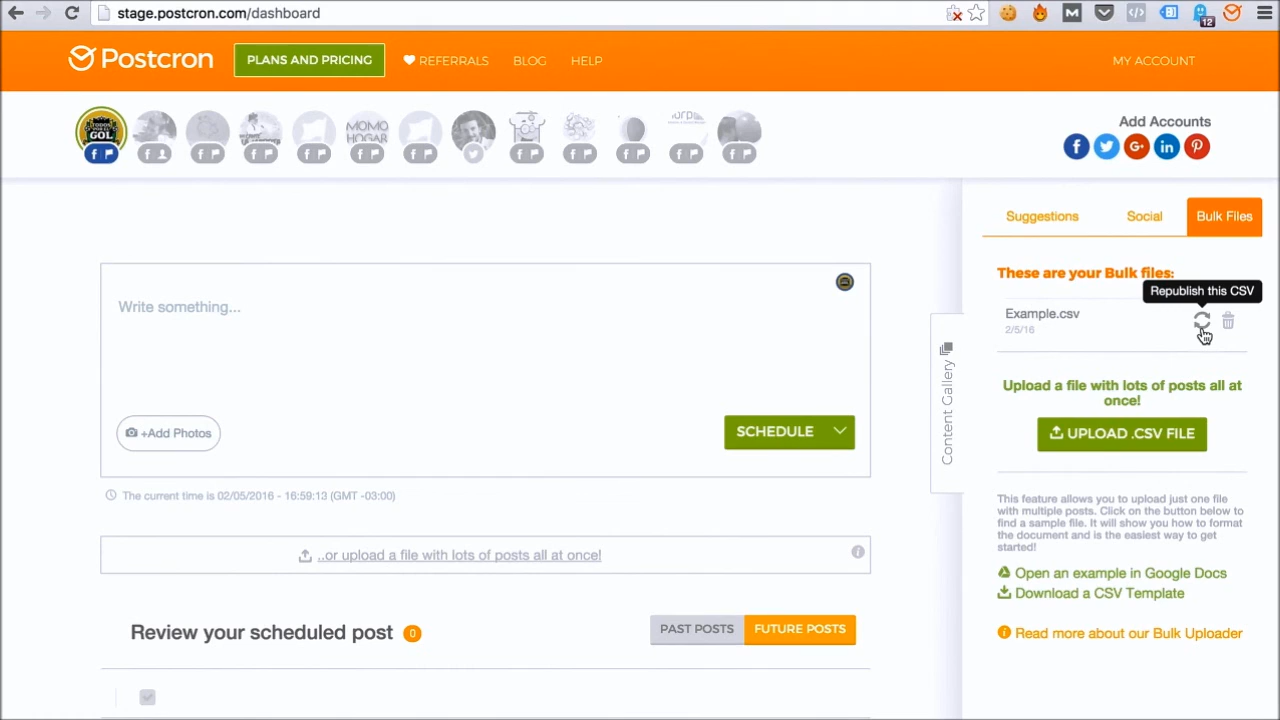 stage.postcron.com/dashboard
12
Postcron
PLANS AND PRICING
REFERRALS
BLOG
HELP
MY ACCOUNT
TODOS
GOL
MOMO
HOGAR
Add Accounts
Suggestions
Social
Bulk Files
These are your Bulk files:
Republish this CSV
Example.csv
2/5/16
Write something...
+Add Photos
SCHEDULE
Content Gallery
Upload a file with lots of posts all at
once!
UPLOAD .CSV FILE
The current time is 02/05/2016 - 16:59:13 (GMT -03:00)
..or upload a file with lots of posts all at once!
This feature allows you to upload just one file
with multiple posts. Click on the button below to
find a sample file. It will show you how to format
the document and is the easiest way to get
started!
Open an example in Google Docs
Download a CSV Template
Read more about our Bulk Uploader
Review your scheduled post 0
PAST POSTS
FUTURE POSTS